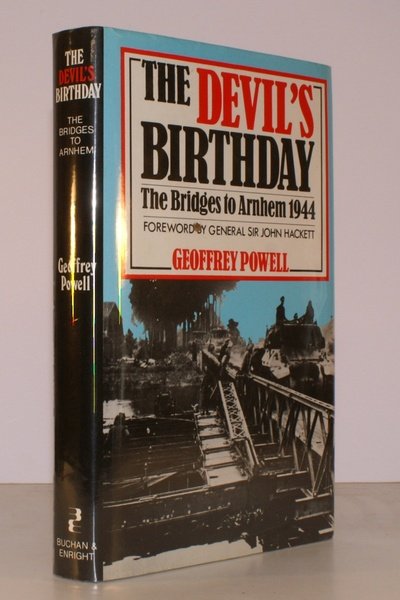 THE
DEVIL'S
BIRTHDAY
THE
BRIDGES
TO
ARNHEM
Geoffrey
Powell
BUCHAN &
ENRIGHT
THE DEVIL'S
BIRTHDAY
The Bridges to Arnhem 1944
FOREWORD BY GENERAL SIR JOHN HACKETT
GEOFFREY POWELL